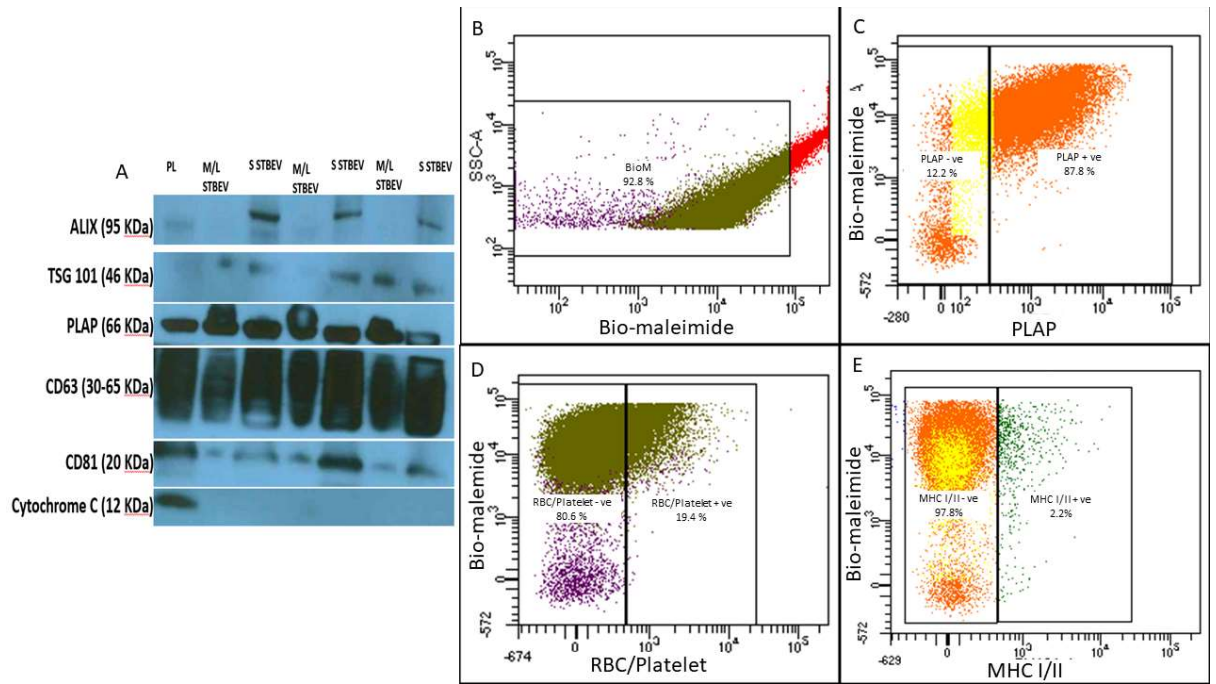 A
PL
M/L
STBEV
S STBEV
M/L
STBEV
S STBEV
M/L
STBEV
S STBEV
ALIX (95 KDa)
TSG 101 (46 KDa)
PLAP (66 KDa)
CD63 (30-65 KDa)
CD81 (20 KDa)
Cytochrome C (12 KDa)
B
SSC-A
10^5
10^4
10^3
10^2
BioM
92.8 %
10^2
10^3
10^4
10^5
Bio-maleimide
C
Bio-maleimide
10^5
10^4
10^3
0
-572
PLAP - ve
12.2 %
PLAP + ve
87.8 %
-280
0
10^2
10^3
10^4
10^5
PLAP
D
Bio-malemide
10^5
10^4
10^3
0
-572
RBC/Platelet - ve
80.6 %
RBC/Platelet + ve
19.4 %
-674
0
10^3
10^4
10^5
RBC/Platelet
E
Bio-maleimide
10^5
10^4
10^3
0
-572
MHC I/II - ve
97.8%
MHC I/II + ve
2.2%
-629
0
10^3
10^4
10^5
MHC I/II